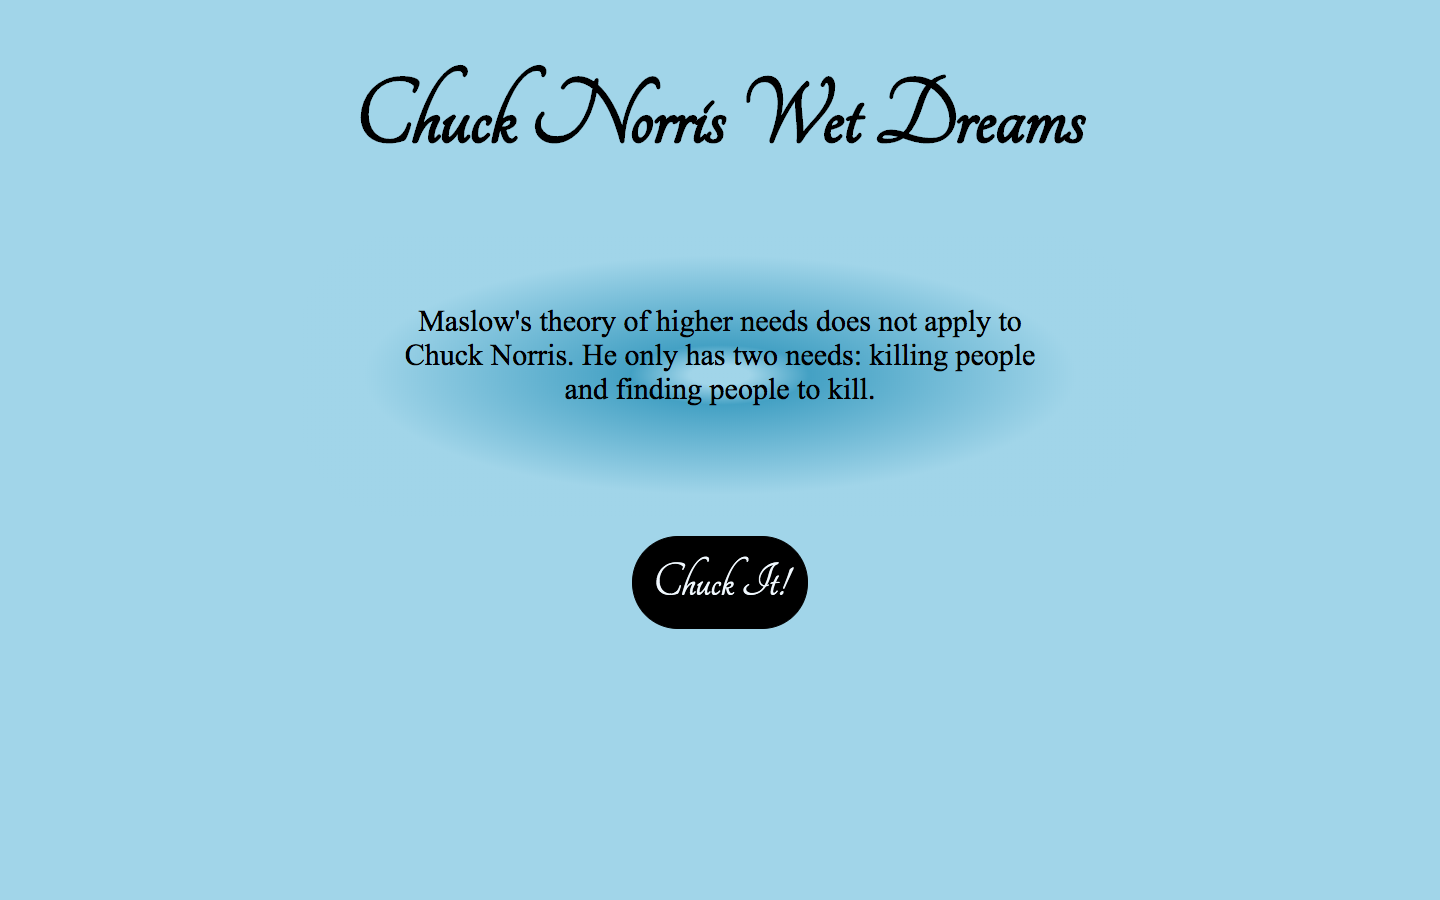 Chuck Norris Wet Dreams
Maslow's theory of higher needs does not apply to
Chuck Norris. He only has two needs: killing people
and finding people to kill.
Chuck It!